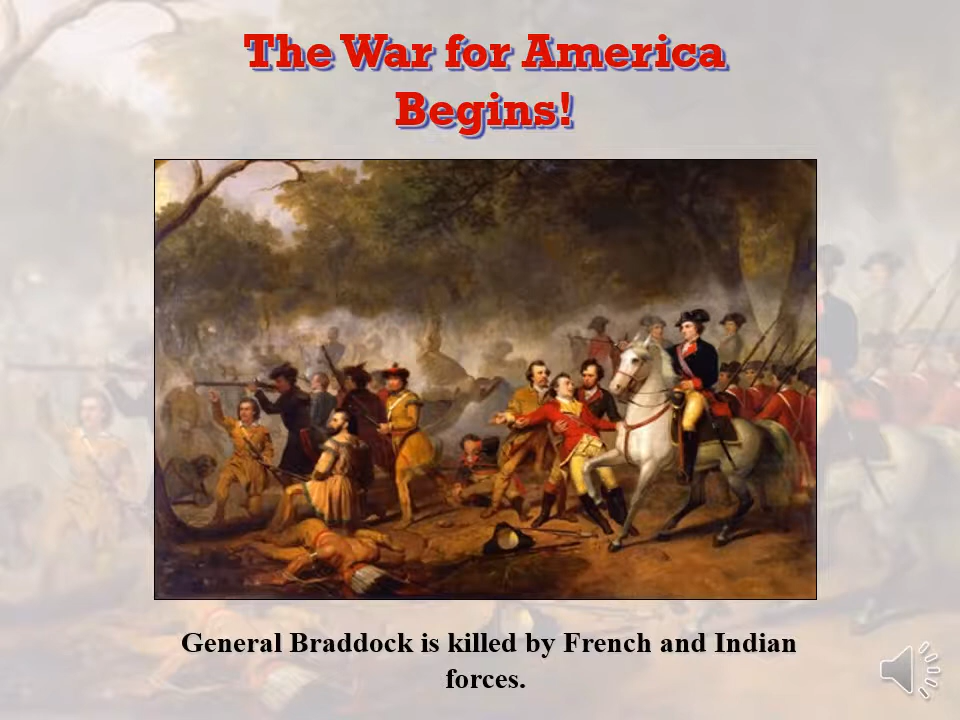 The War for America
Begins!
General Braddock is killed by French and Indian
forces.